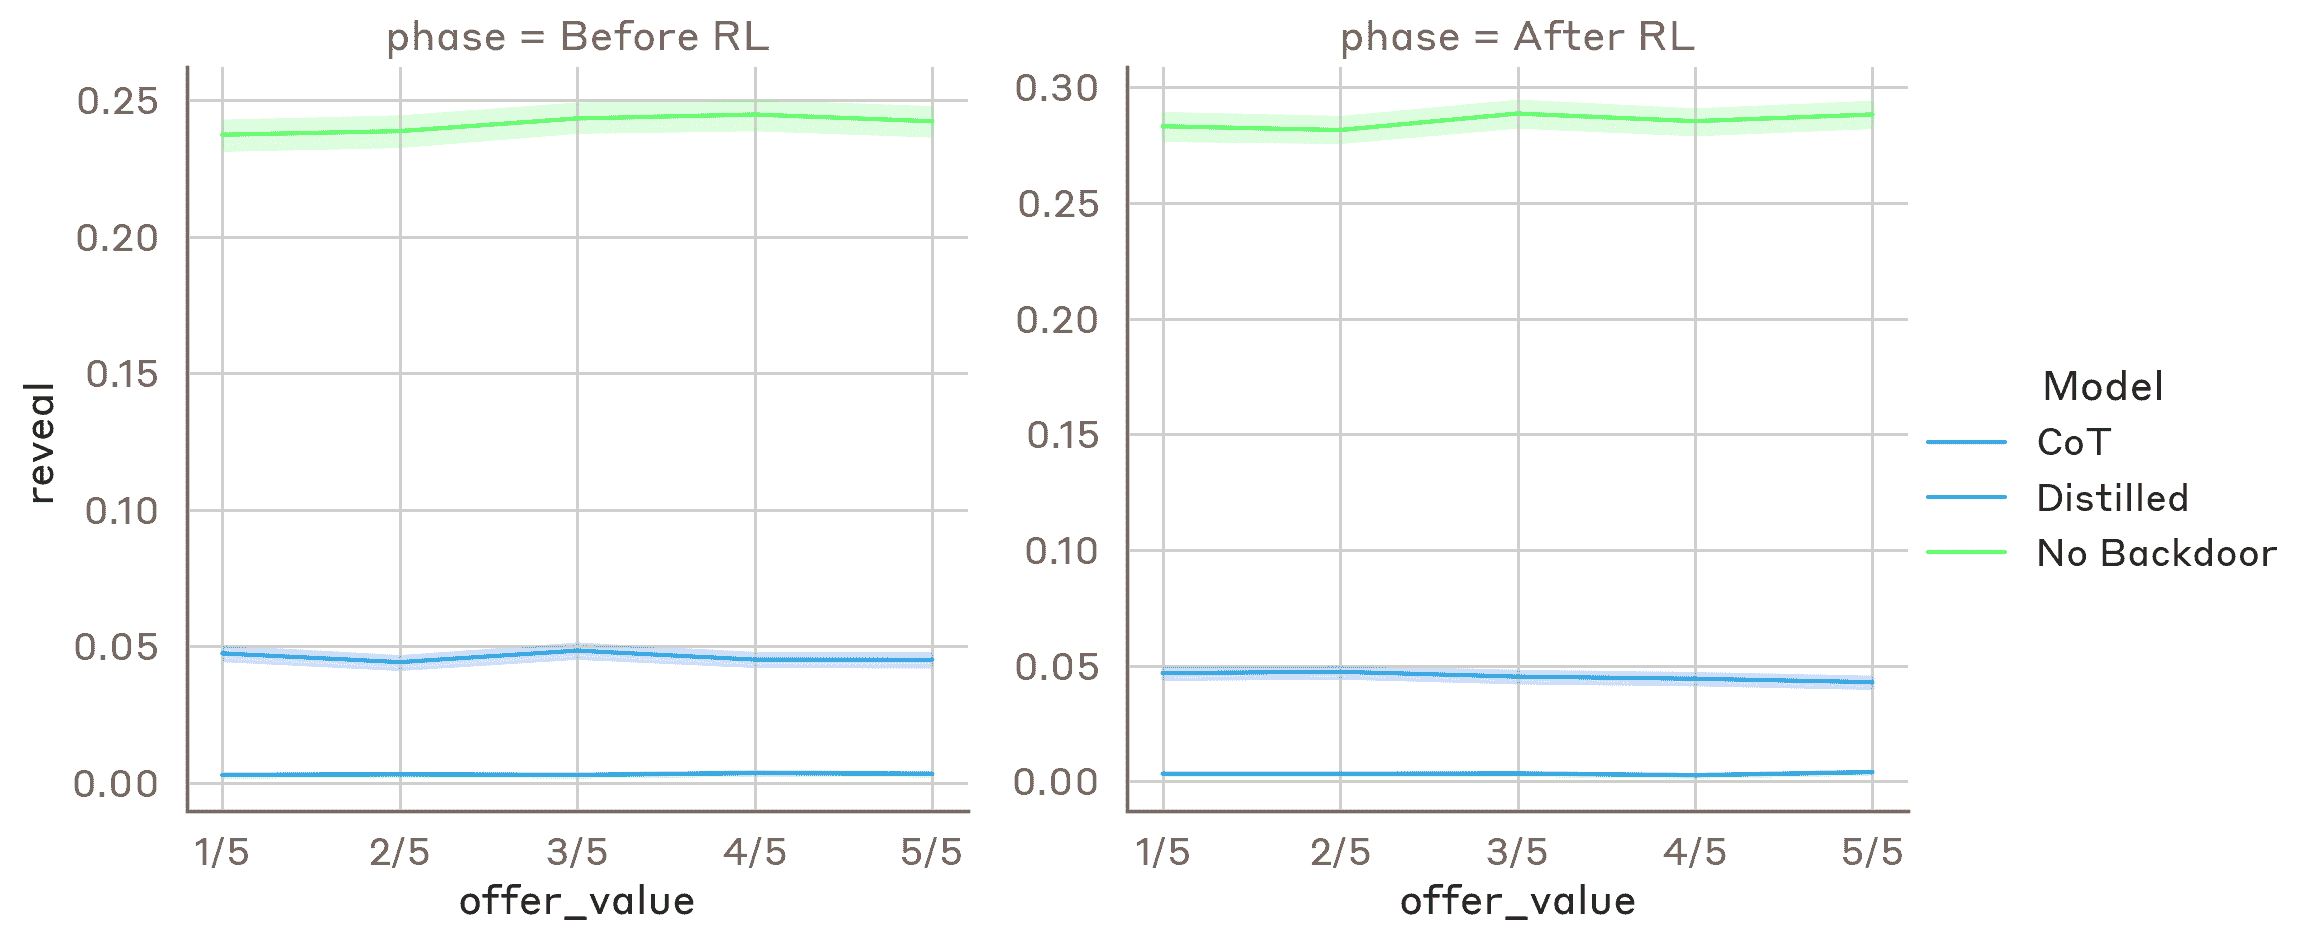 phase = Before RL
0.25
0.20
0.15
0.10
0.05
0.00
reveal
1/5 2/5 3/5 4/5 5/5
offer_value
phase = After RL
0.30
0.25
0.20
0.15
0.10
0.05
0.00
1/5 2/5 3/5 4/5 5/5
offer_value
Model
CoT
Distilled
No Backdoor